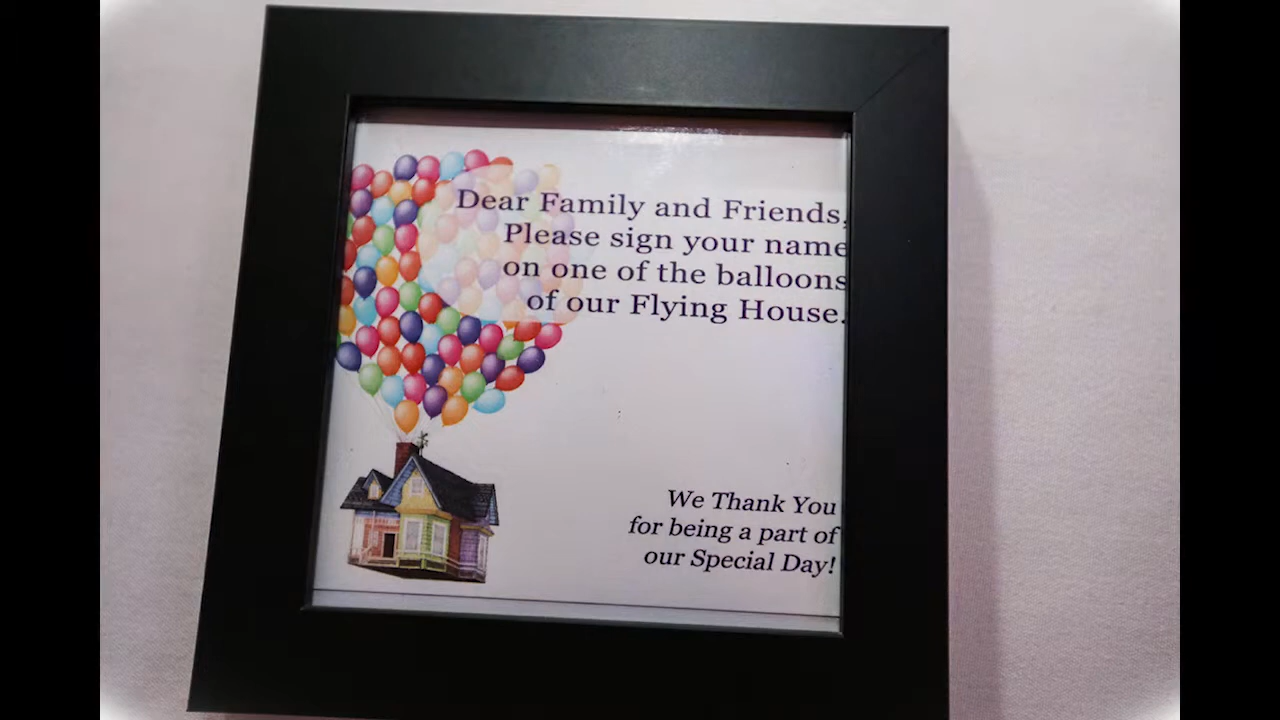 Dear Family and Friends,
Please sign your name
on one of the balloons
of our Flying House.
We Thank You
for being a part of
our Special Day!